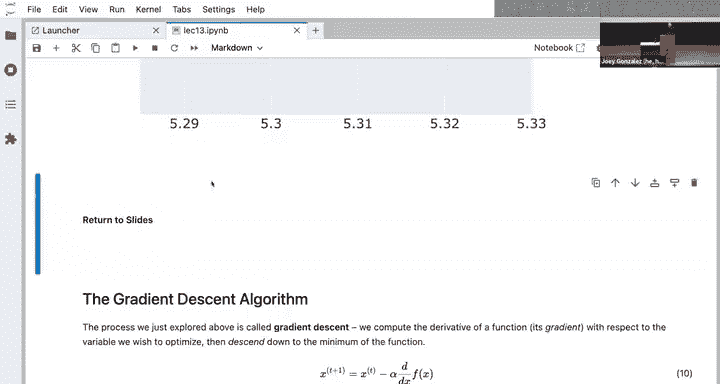 File Edit View Run Kernel Tabs Settings Help
Launcher
lec13.ipynb
Markdown
Notebook
Joey Gonzalez (he, h...
5.29 5.3 5.31 5.32 5.33
Return to Slides
The Gradient Descent Algorithm
The process we just explored above is called gradient descent – we compute the derivative of a function (its gradient) with respect to the
variable we wish to optimize, then descend down to the minimum of the function.
x^{(t+1)} = x^{(t)} − α d/dx f(x) (10)